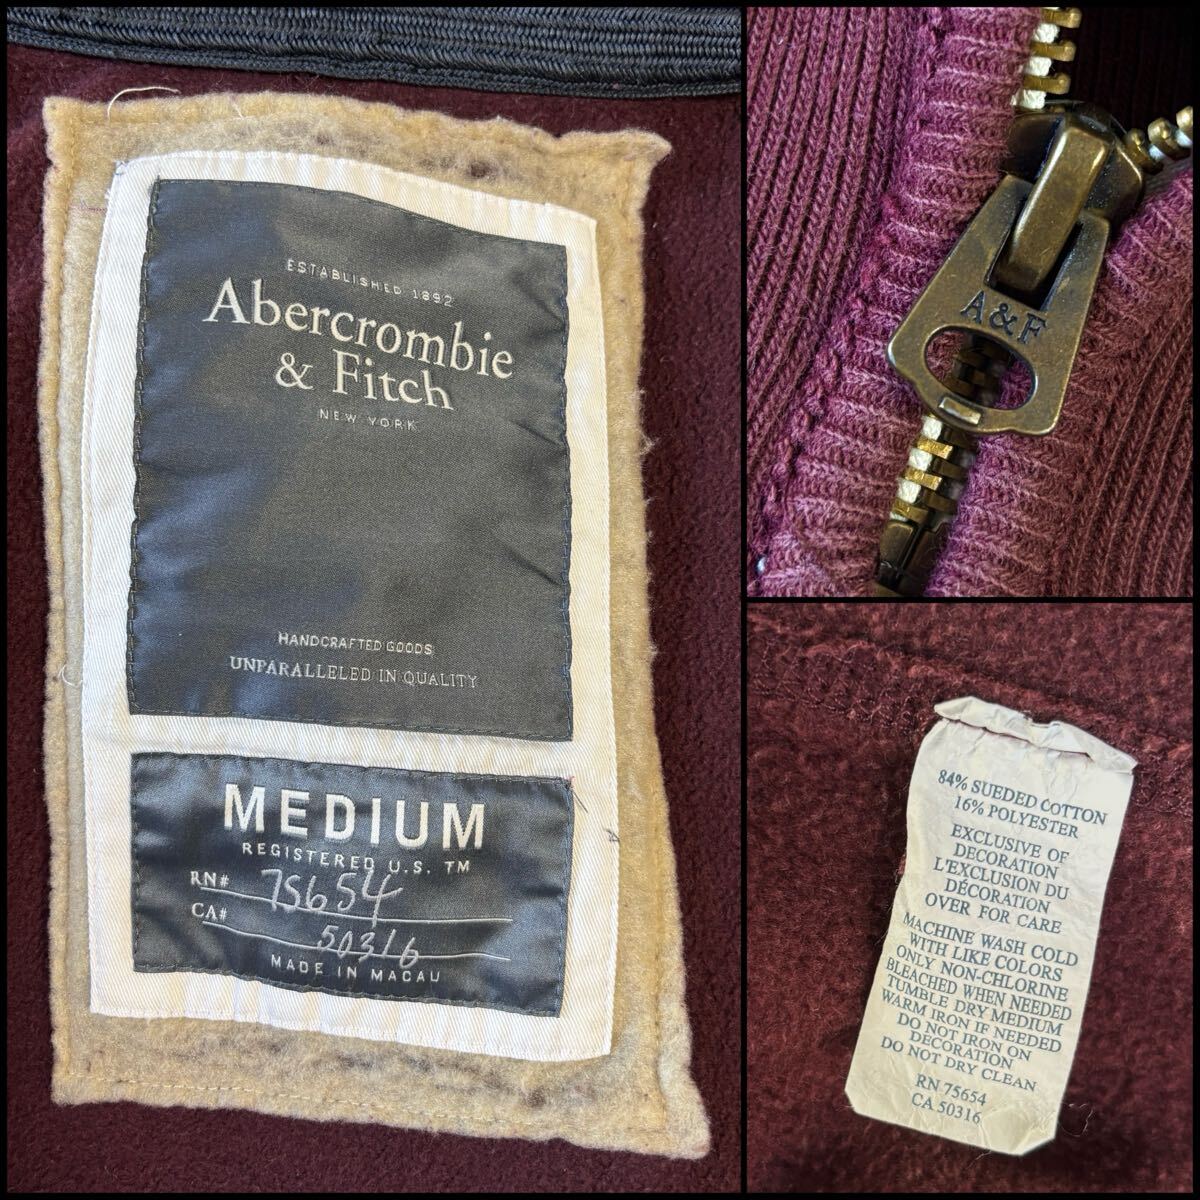 ESTABLISHED 1892
Abercrombie
& Fitch
NEW YORK
HANDCRAFTED GOODS
UNPARALLELED IN QUALITY
MEDIUM
REGISTERED U.S. TM
RN# 75654
CA# 50316
MADE IN MACAU
A&F
84% SUEDED COTTON
16% POLYESTER
EXCLUSIVE OF
DECORATION
L'EXCLUSION DU
DÉCORATION
OVER FOR CARE
MACHINE WASH COLD
WITH LIKE COLORS
ONLY NON-CHLORINE
BLEACHED WHEN NEEDED
TUMBLE DRY MEDIUM
WARM IRON IF NEEDED
DO NOT IRON ON
DECORATION
DO NOT DRY CLEAN
RN 75654
CA 50316